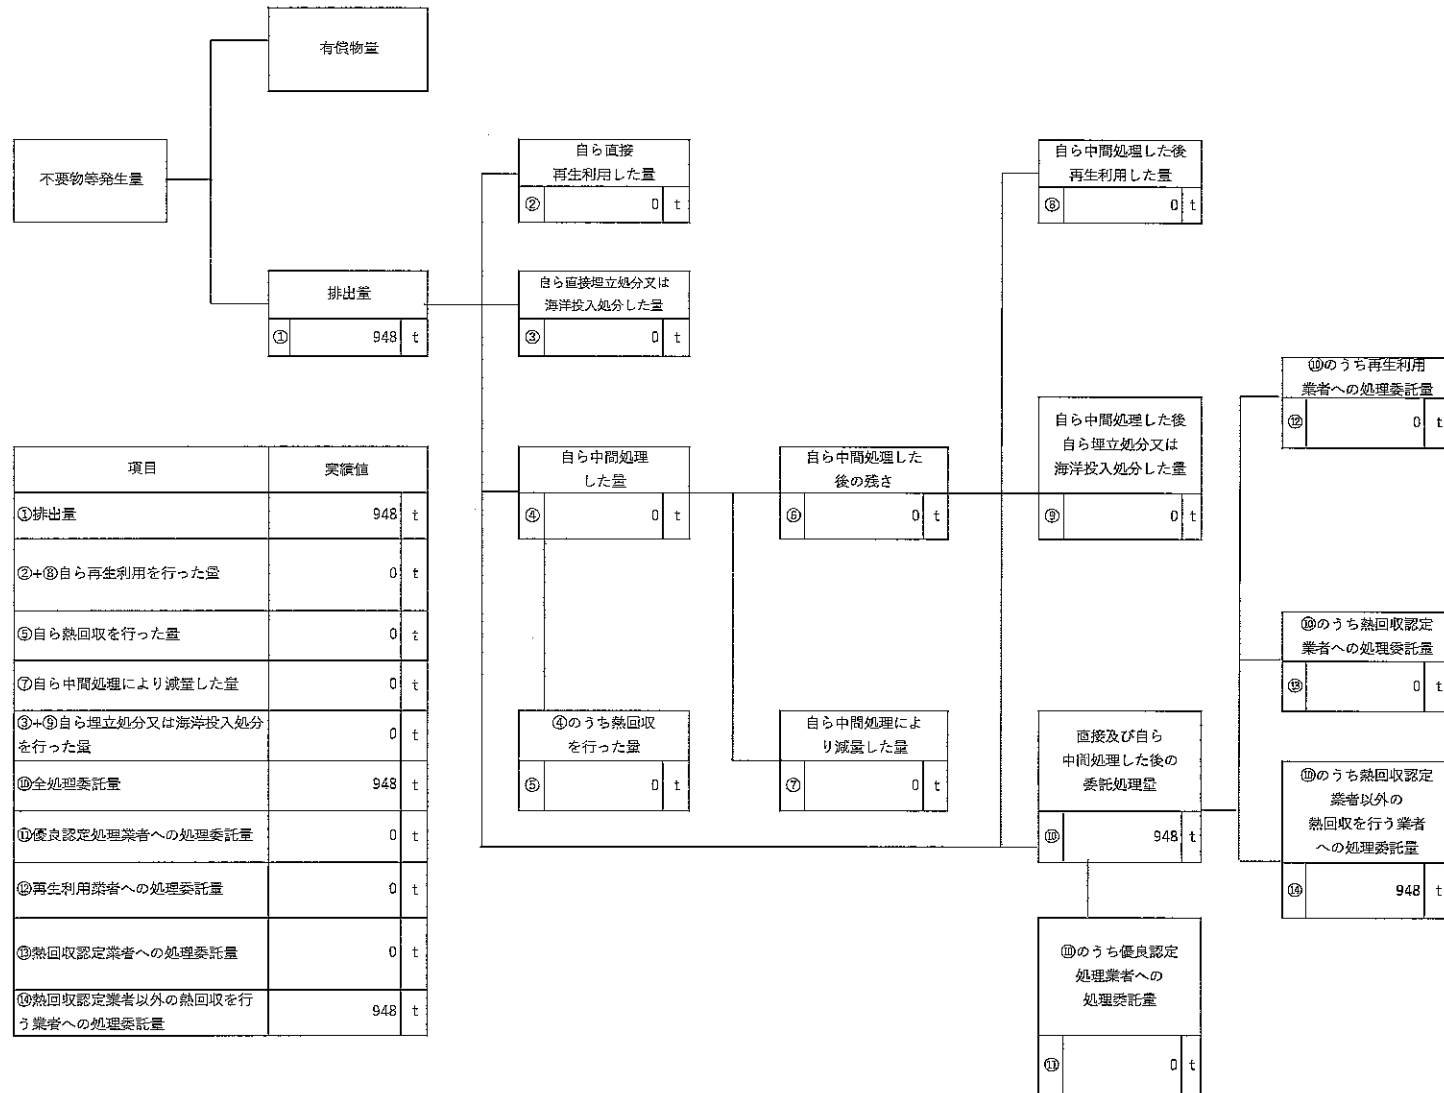 有償物量
不要物等発生量
排出量
① 948 t
自ら直接
再生利用した量
② 0 t
自ら直接埋立処分又は
海洋投入処分した量
③ 0 t
自ら中間処理
した量
④ 0 t
④のうち熱回収
を行った量
⑤ 0 t
自ら中間処理した
後の残さ
⑥ 0 t
自ら中間処理によ
り減量した量
⑦ 0 t
自ら中間処理した後
再生利用した量
⑧ 0 t
自ら中間処理した後
自ら埋立処分又は
海洋投入処分した量
⑨ 0 t
直接及び自ら
中間処理した後の
委託処理量
⑩ 948 t
⑩のうち優良認定
処理業者への
処理委託量
⑪ 0 t
⑩のうち再生利用
業者への処理委託量
⑫ 0 t
⑩のうち熱回収認定
業者への処理委託量
⑬ 0 t
⑩のうち熱回収認定
業者以外の
熱回収を行う業者
への処理委託量
⑭ 948 t
項目 実績値
①排出量 948 t
②+⑧自ら再生利用を行った量 0 t
⑤自ら熱回収を行った量 0 t
⑦自ら中間処理により減量した量 0 t
③+⑨自ら埋立処分又は海洋投入処分
を行った量 0 t
⑩全処理委託量 948 t
⑪優良認定処理業者への処理委託量 0 t
⑫再生利用業者への処理委託量 0 t
⑬熱回収認定業者への処理委託量 0 t
⑭熱回収認定業者以外の熱回収を行
う業者への処理委託量 948 t